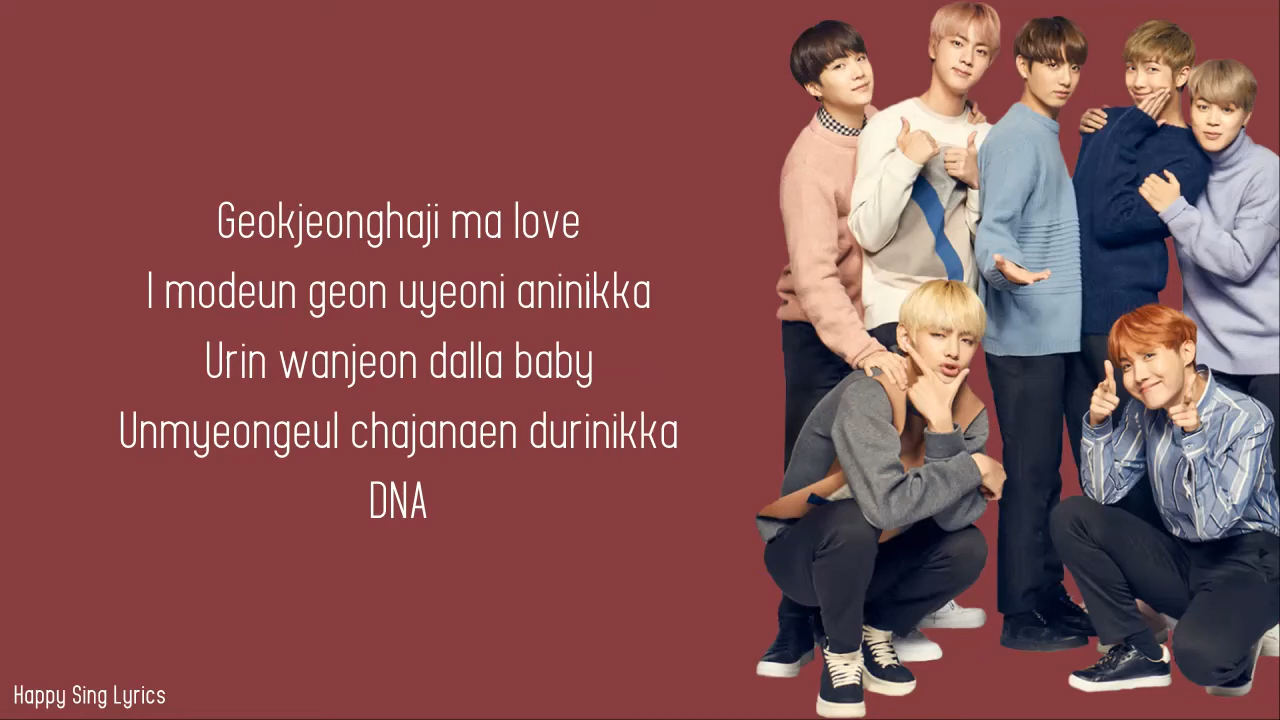 Geokjeonghaji ma love
I modeun geon uyeoni aninikka
Urin wanjeon dalla baby
Unmyeongeul chajanaen durinikka
DNA
Happy Sing Lyrics